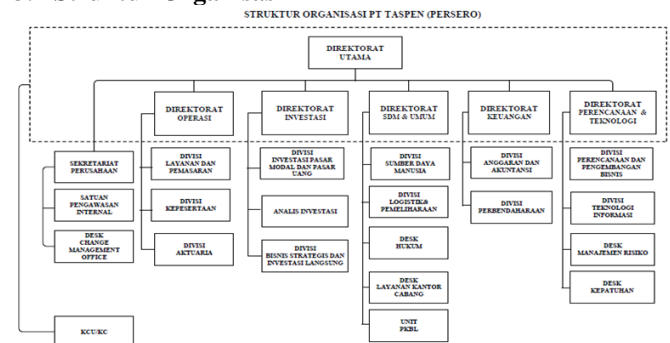 STRUKTUR ORGANISASI PT TASPEN (PERSERO)
DIREKTORAT
UTAMA
DIREKTORAT
OPERASI
DIREKTORAT
INVESTASI
DIREKTORAT
SDM & UMUM
DIREKTORAT
KEUANGAN
DIREKTORAT
PERENCANAAN &
TEKNOLOGI
SEKRETARIAT
PERUSAHAAN
SATUAN
PENGAWASAN
INTERNAL
DESK
CHANGE
MANAGEMENT
OFFICE
KCU/KC
DIVISI
LAYANAN DAN
PEMASARAN
DIVISI
KEPESERTAAN
DIVISI
AKTUARIA
DIVISI
INVESTASI PASAR
MODAL DAN PASAR
UANG
ANALIS INVESTASI
DIVISI
BISNIS STRATEGIS DAN
INVESTASI LANGSUNG
DIVISI
SUMBER DAYA
MANUSIA
DIVISI
LOGISTIK&
PEMELIHARAAN
DESK
HUKUM
DESK
LAYANAN KANTOR
CABANG
UNIT
PKBL
DIVISI
ANGGARAN DAN
AKUNTANSI
DIVISI
PERBENDAHARAAN
DIVISI
PERENCANAAN DAN
PENGEMBANGAN
BISNIS
DIVISI
TEKNOLOGI
INFORMASI
DESK
MANAJEMEN RISIKO
DESK
KEPATUHAN